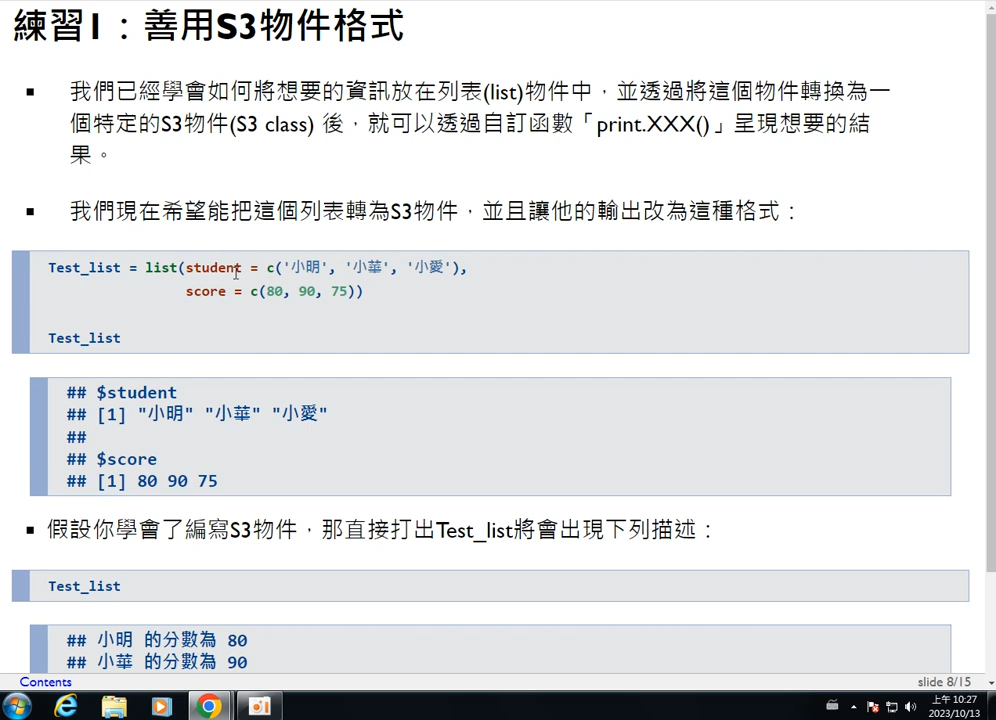 練習1：善用S3物件格式
▪ 我們已經學會如何將想要的資訊放在列表(list)物件中，並透過將這個物件轉換為一
個特定的S3物件(S3 class) 後，就可以透過自訂函數「print.XXX()」呈現想要的結
果。
▪ 我們現在希望能把這個列表轉為S3物件，並且讓他的輸出改為這種格式：
Test_list = list(student = c('小明', '小華', '小愛'),
score = c(80, 90, 75))
Test_list
## $student
## [1] "小明" "小華" "小愛"
##
## $score
## [1] 80 90 75
▪ 假設你學會了編寫S3物件，那直接打出Test_list將會出現下列描述：
Test_list
## 小明 的分數為 80
## 小華 的分數為 90
Contents
slide 8/15
上午 10:27
2023/10/13